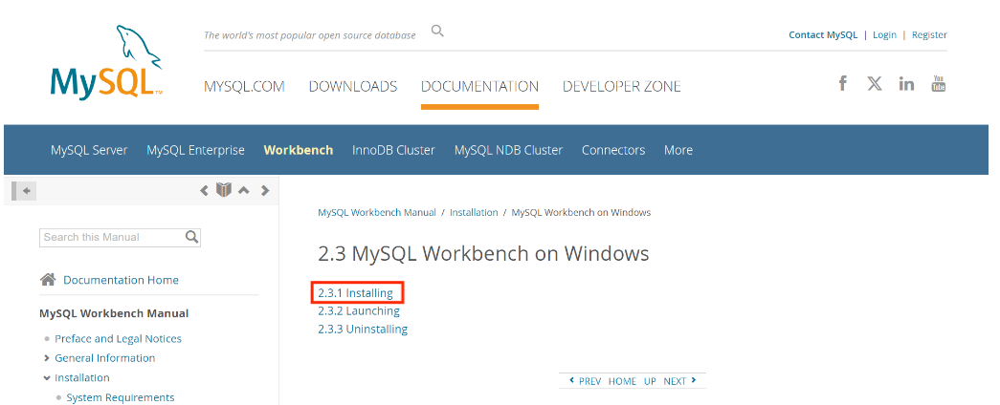 The world's most popular open source database
Contact MySQL | Login | Register
MySQL™
MYSQL.COM DOWNLOADS DOCUMENTATION DEVELOPER ZONE
f X in You Tube
MySQL Server MySQL Enterprise Workbench InnoDB Cluster MySQL NDB Cluster Connectors More
Search this Manual
Documentation Home
MySQL Workbench Manual
Preface and Legal Notices
General Information
Installation
System Requirements
MySQL Workbench Manual / Installation / MySQL Workbench on Windows
2.3 MySQL Workbench on Windows
2.3.1 Installing
2.3.2 Launching
2.3.3 Uninstalling
PREV HOME UP NEXT